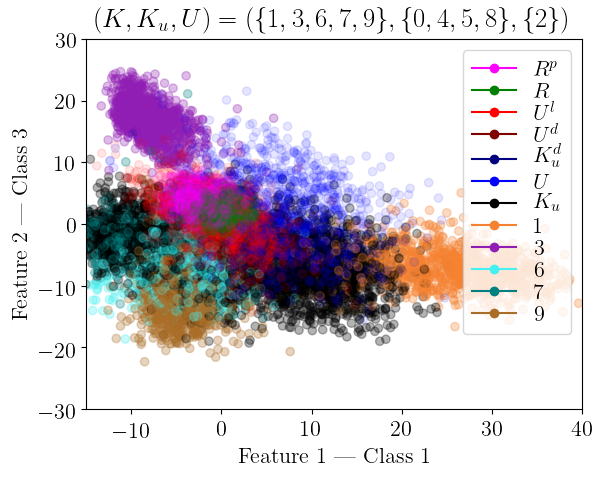 (K, K_u, U) = ({1, 3, 6, 7, 9}, {0, 4, 5, 8}, {2})
30
20
10
0
−10
−20
−30
−10
0
10
20
30
40
Feature 2 — Class 3
Feature 1 — Class 1
R^p
R
U^l
U^d
K_u^d
U
K_u
1
3
6
7
9